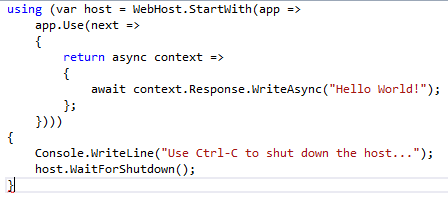 using (var host = WebHost.StartWith(app =>
    app.Use(next =>
    {
        return async context =>
        {
            await context.Response.WriteAsync("Hello World!");
        };
    })))
{
    Console.WriteLine("Use Ctrl-C to shut down the host...");
    host.WaitForShutdown();
}